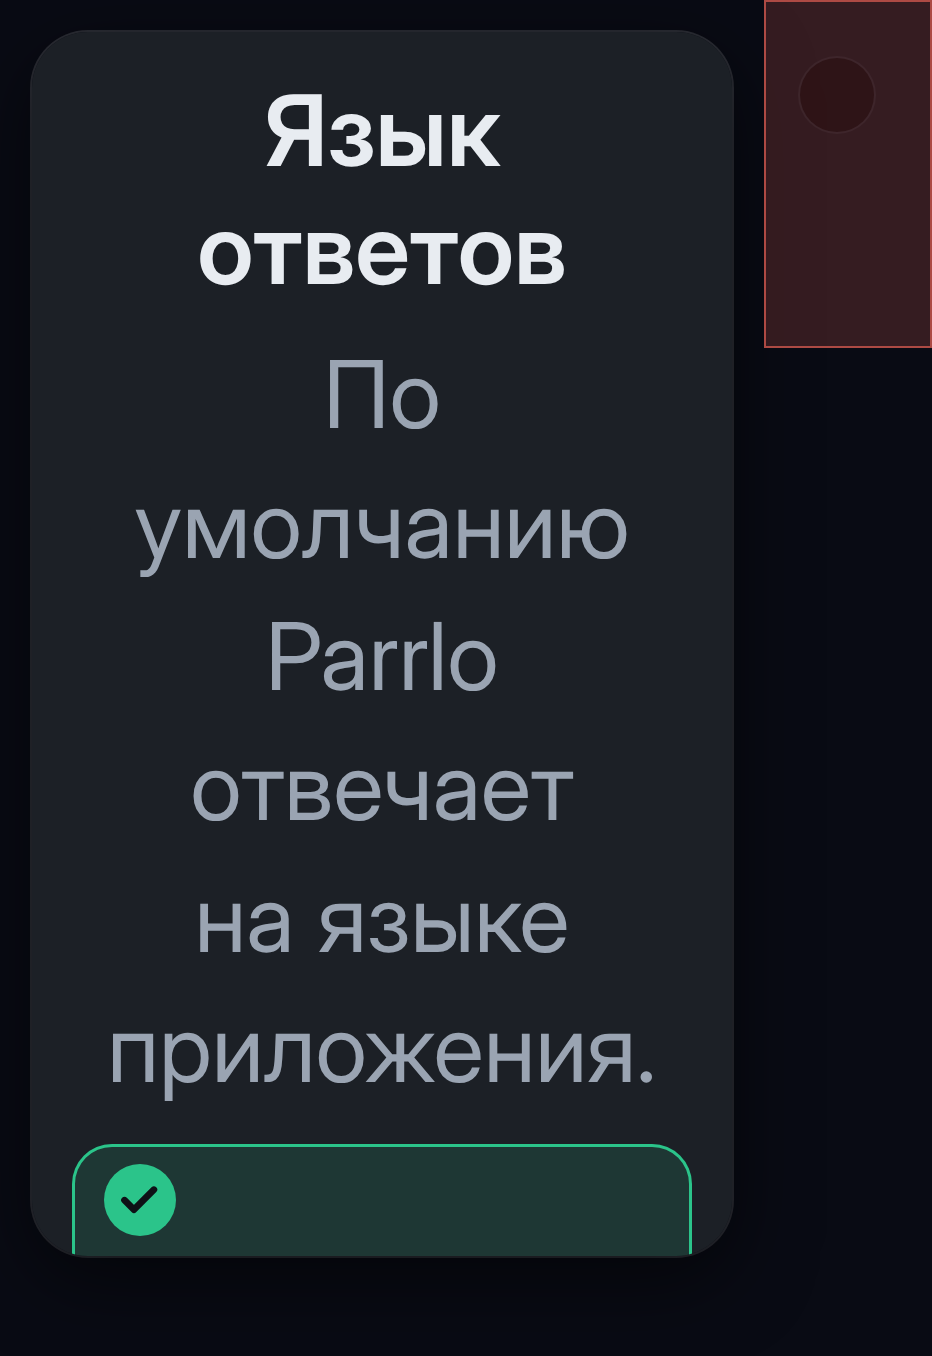 Язык
ответов
По
умолчанию
Parrlo
отвечает
на языке
приложения.